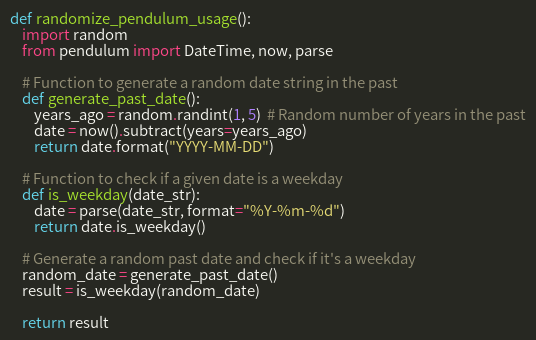 def randomize_pendulum_usage():
    import random
    from pendulum import DateTime, now, parse

    # Function to generate a random date string in the past
    def generate_past_date():
        years_ago = random.randint(1, 5)  # Random number of years in the past
        date = now().subtract(years=years_ago)
        return date.format("YYYY-MM-DD")

    # Function to check if a given date is a weekday
    def is_weekday(date_str):
        date = parse(date_str, format="%Y-%m-%d")
        return date.is_weekday()

    # Generate a random past date and check if it's a weekday
    random_date = generate_past_date()
    result = is_weekday(random_date)

    return result